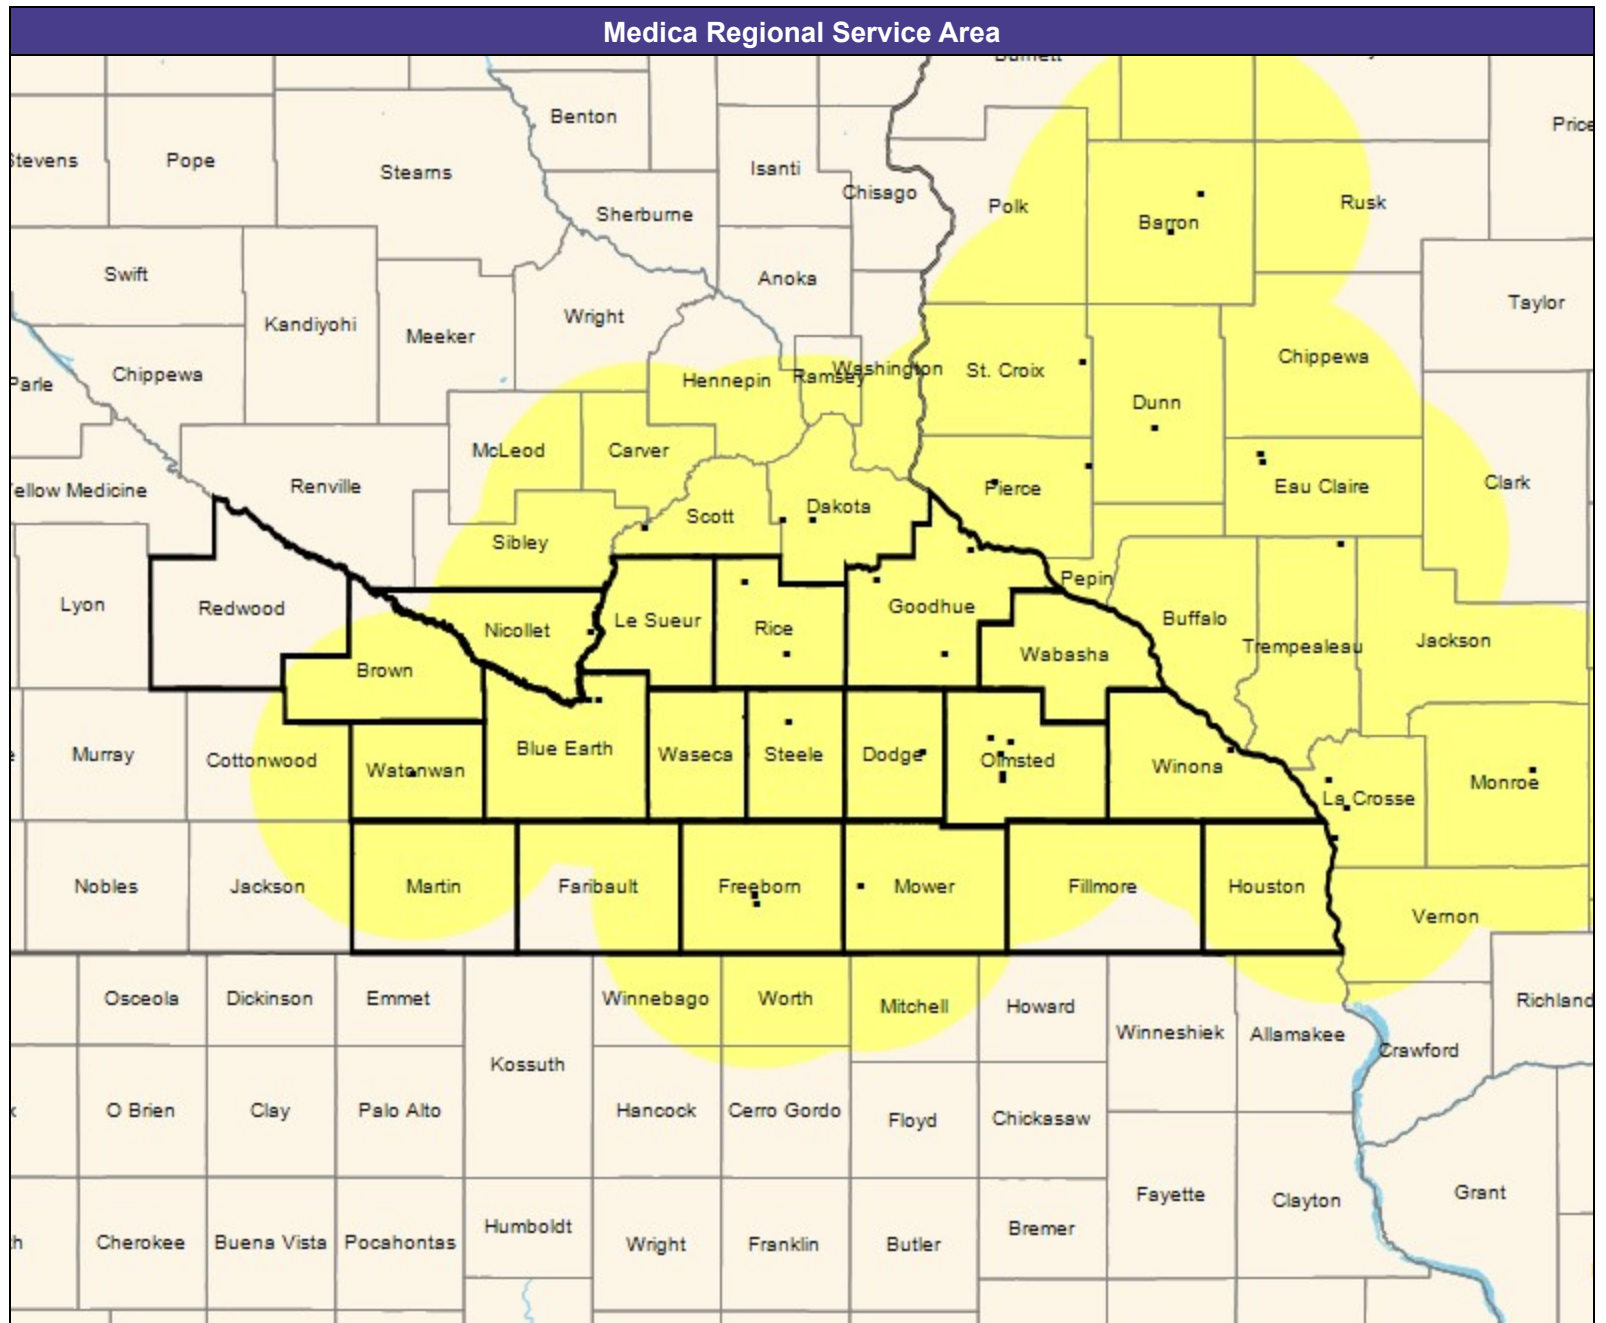 Medica Regional Service Area
Benton
Price
Stevens
Pope
Stearns
Isanti
Chisago
Polk
Barron
Rusk
Sherburne
Swift
Anoka
Taylor
Kandiyohi
Wright
Meeker
Chippewa
Hennepin
Ramsey
Washington
St. Croix
Chippewa
Parle
Dunn
McLeod
Carver
Renville
Yellow Medicine
Pierce
Eau Claire
Clark
Scott
Dakota
Sibley
Pepin
Lyon
Redwood
Nicollet
Le Sueur
Rice
Goodhue
Buffalo
Trempealeau
Jackson
Brown
Wabasha
Murray
Cottonwood
Watonwan
Blue Earth
Waseca
Steele
Dodge
Olmsted
Winona
La Crosse
Monroe
Nobles
Jackson
Martin
Faribault
Freeborn
Mower
Fillmore
Houston
Vernon
Osceola
Dickinson
Emmet
Winnebago
Worth
Mitchell
Howard
Richland
Winneshiek
Allamakee
Crawford
Kossuth
O Brien
Clay
Palo Alto
Hancock
Cerro Gordo
Floyd
Chickasaw
Fayette
Clayton
Grant
Cherokee
Buena Vista
Pocahontas
Humboldt
Wright
Franklin
Butler
Bremer